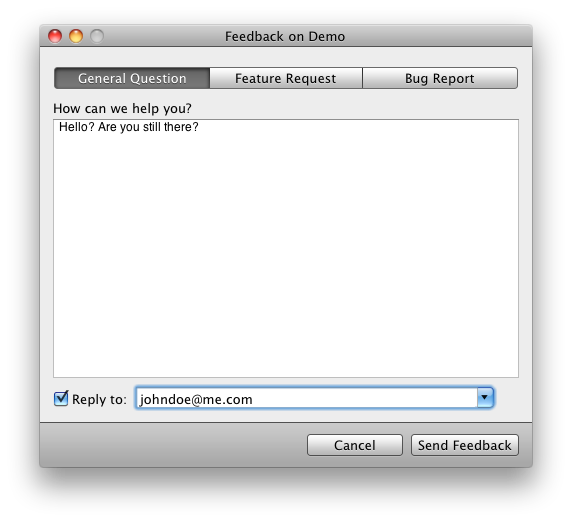 Feedback on Demo
General Question Feature Request Bug Report
How can we help you?
Hello? Are you still there?
Reply to: johndoe@me.com
Cancel Send Feedback